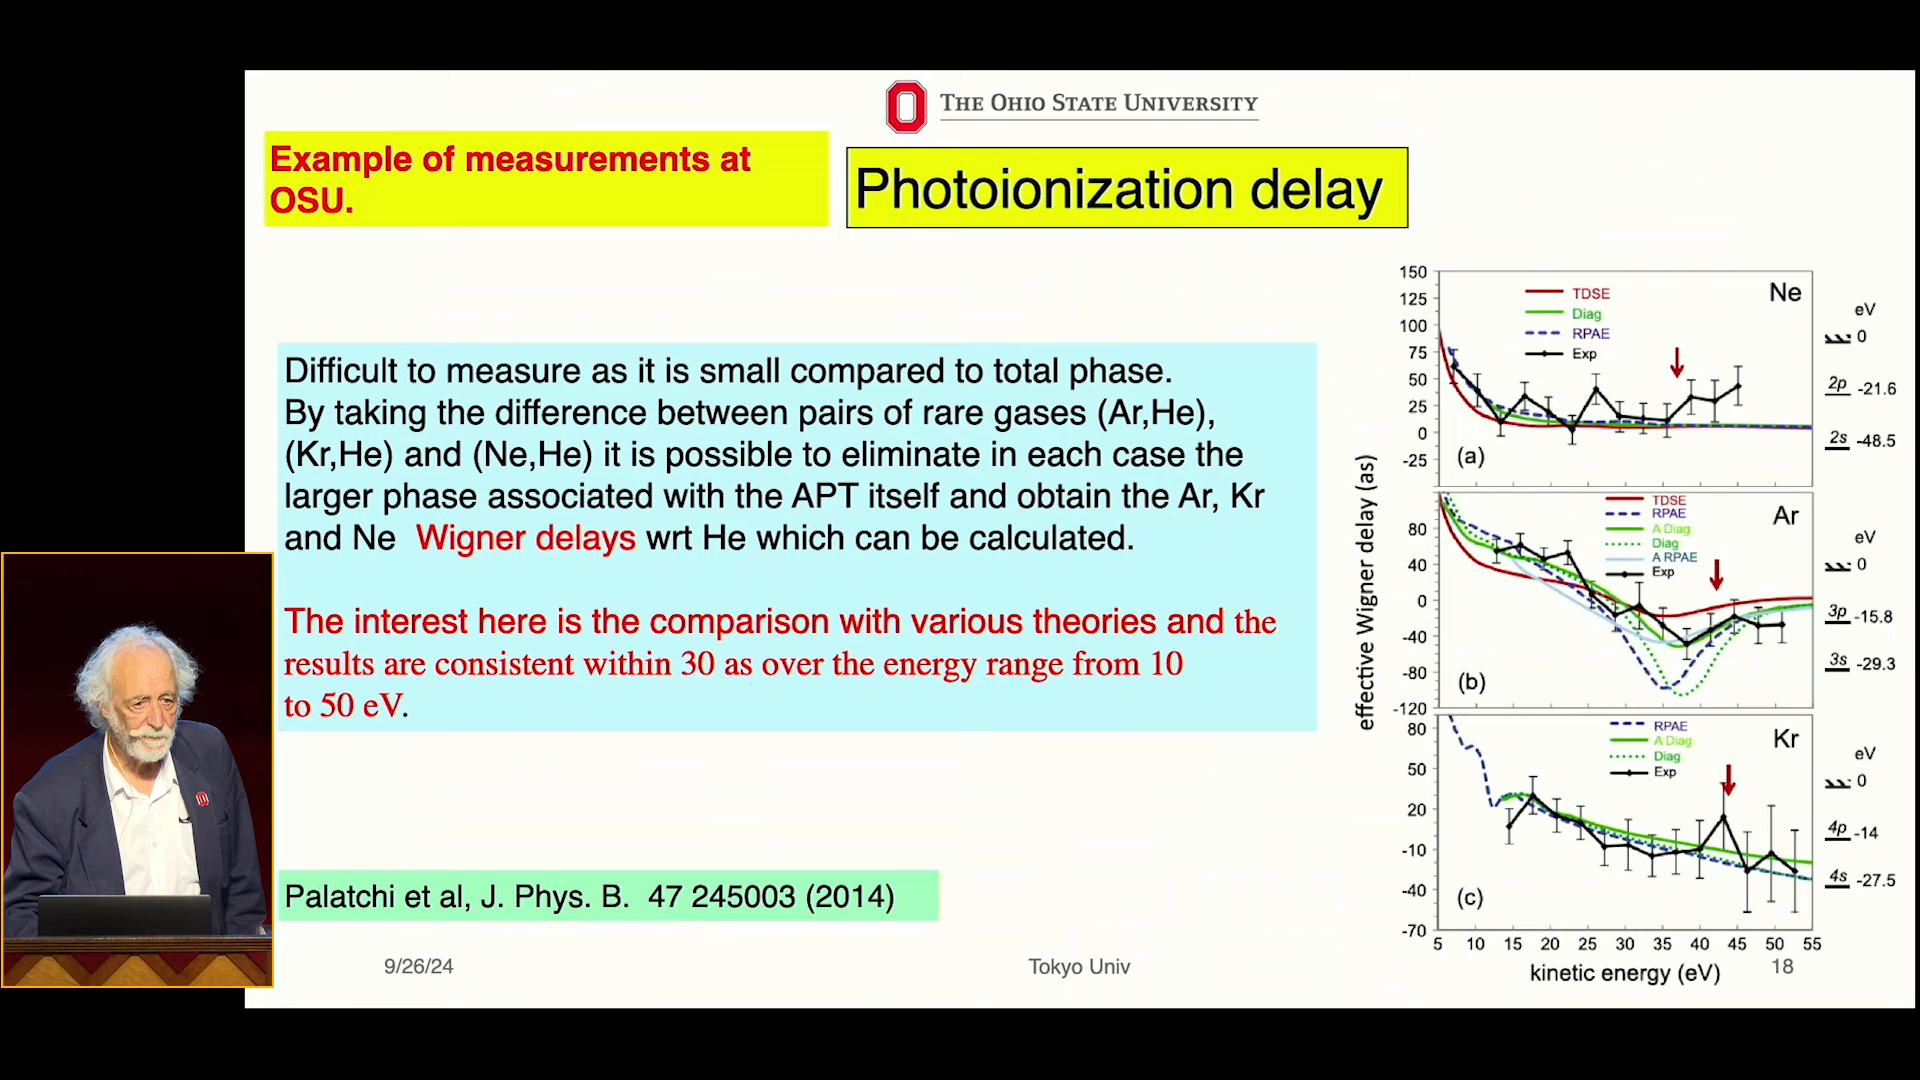 THE OHIO STATE UNIVERSITY
Example of measurements at
OSU.
Photoionization delay
Difficult to measure as it is small compared to total phase.
By taking the difference between pairs of rare gases (Ar,He),
(Kr,He) and (Ne,He) it is possible to eliminate in each case the
larger phase associated with the APT itself and obtain the Ar, Kr
and Ne Wigner delays wrt He which can be calculated.
The interest here is the comparison with various theories and the
results are consistent within 30 as over the energy range from 10
to 50 eV.
Palatchi et al, J. Phys. B. 47 245003 (2014)
9/26/24
Tokyo Univ
18
effective Wigner delay (as)
150
125
100
75
50
25
0
-25
TDSE
Diag
RPAE
Exp
Ne
(a)
eV
0
2p -21.6
2s -48.5
80
40
0
-40
-80
-120
TDSE
RPAE
A Diag
Diag
A RPAE
Exp
Ar
(b)
eV
0
3p -15.8
3s -29.3
80
50
20
-10
-40
-70
RPAE
A Diag
Diag
Exp
Kr
(c)
eV
0
4p -14
4s -27.5
5 10 15 20 25 30 35 40 45 50 55
kinetic energy (eV)